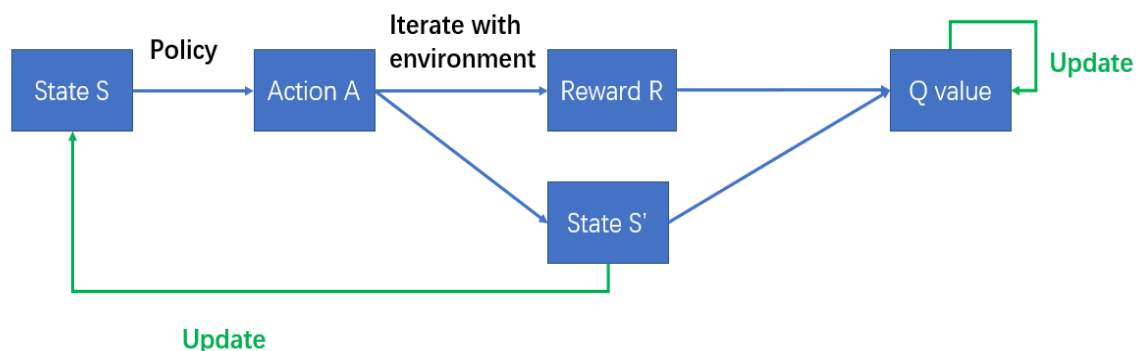 Policy
Iterate with
environment
State S
Action A
Reward R
Q value
Update
State S'
Update